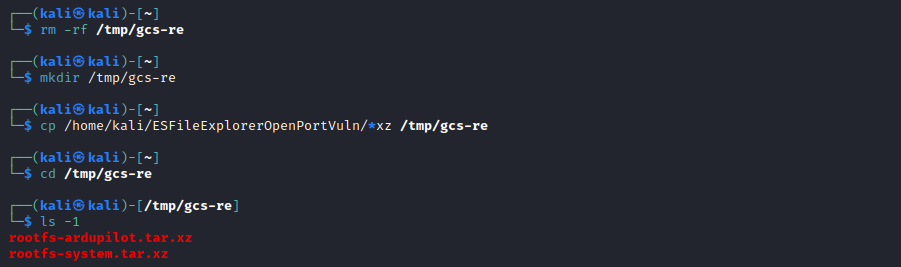 ┌──(kali㉿kali)-[~]
└─$ rm -rf /tmp/gcs-re
┌──(kali㉿kali)-[~]
└─$ mkdir /tmp/gcs-re
┌──(kali㉿kali)-[~]
└─$ cp /home/kali/ESFileExplorerOpenPortVuln/*xz /tmp/gcs-re
┌──(kali㉿kali)-[~]
└─$ cd /tmp/gcs-re
┌──(kali㉿kali)-[/tmp/gcs-re]
└─$ ls -1
rootfs-ardupilot.tar.xz
rootfs-system.tar.xz